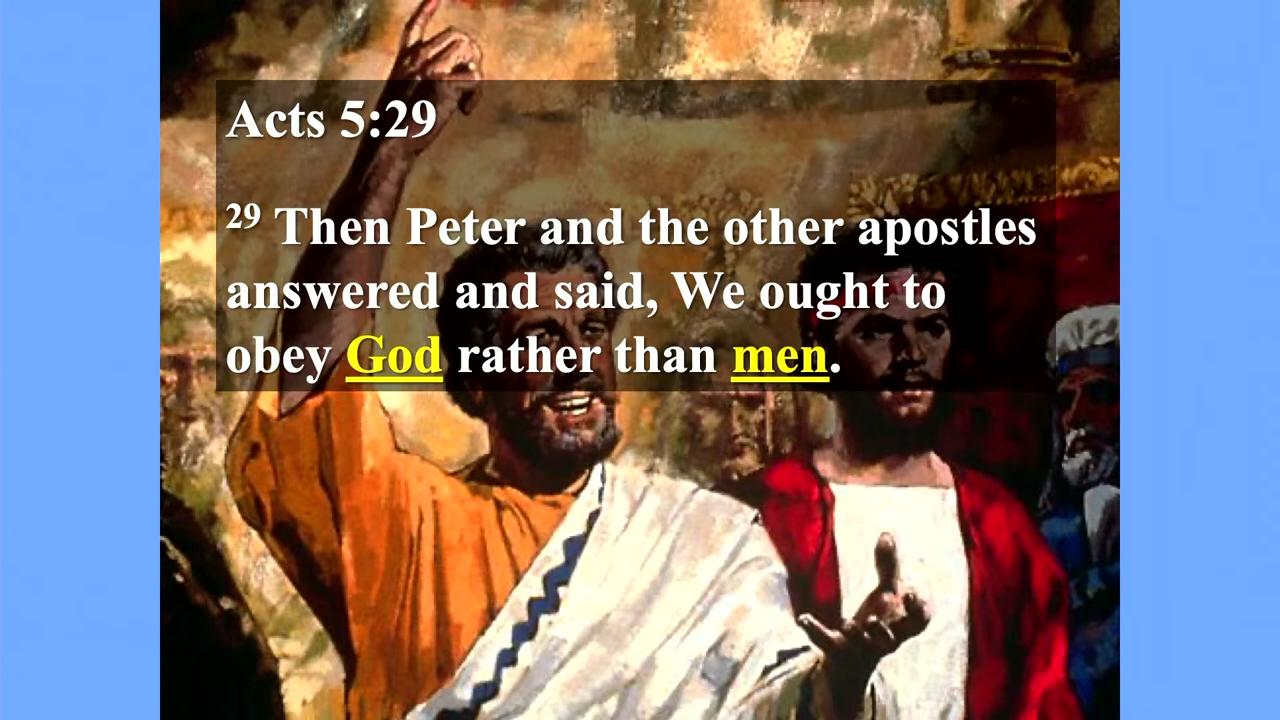 Acts 5:29
29 Then Peter and the other apostles
answered and said, We ought to
obey God rather than men.